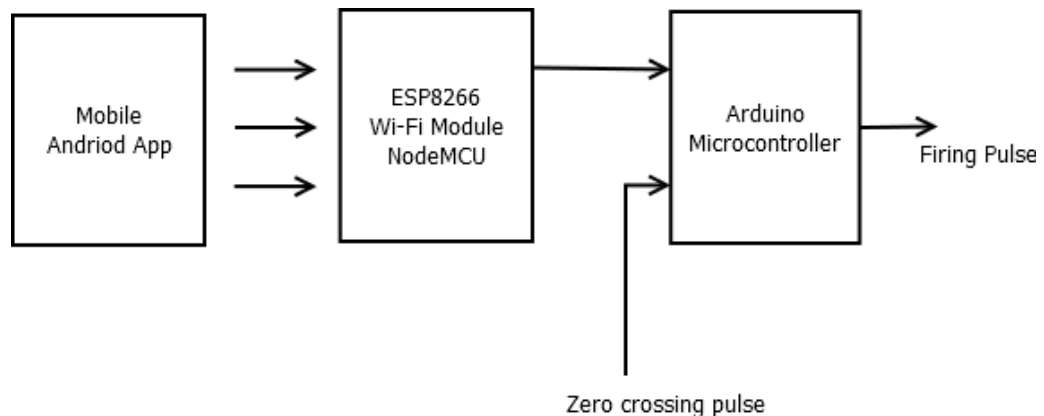 Mobile
Andriod App
ESP8266
Wi-Fi Module
NodeMCU
Arduino
Microcontroller
Firing Pulse
Zero crossing pulse